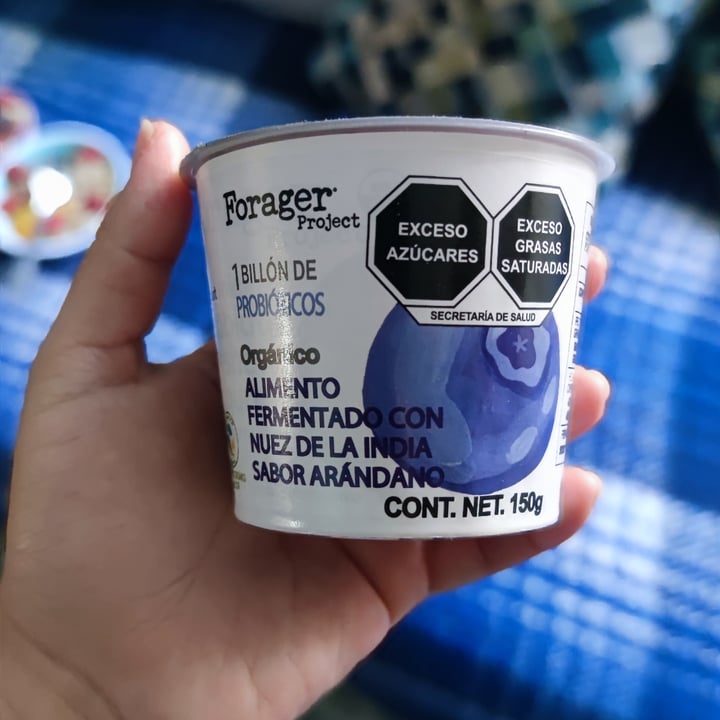 Forager
Project
EXCESO
AZÚCARES
EXCESO
GRASAS
SATURADAS
SECRETARÍA DE SALUD
1 BILLÓN DE
PROBIÓTICOS
Orgánico
ALIMENTO
FERMENTADO CON
NUEZ DE LA INDIA
SABOR ARÁNDANO
CONT. NET. 150g